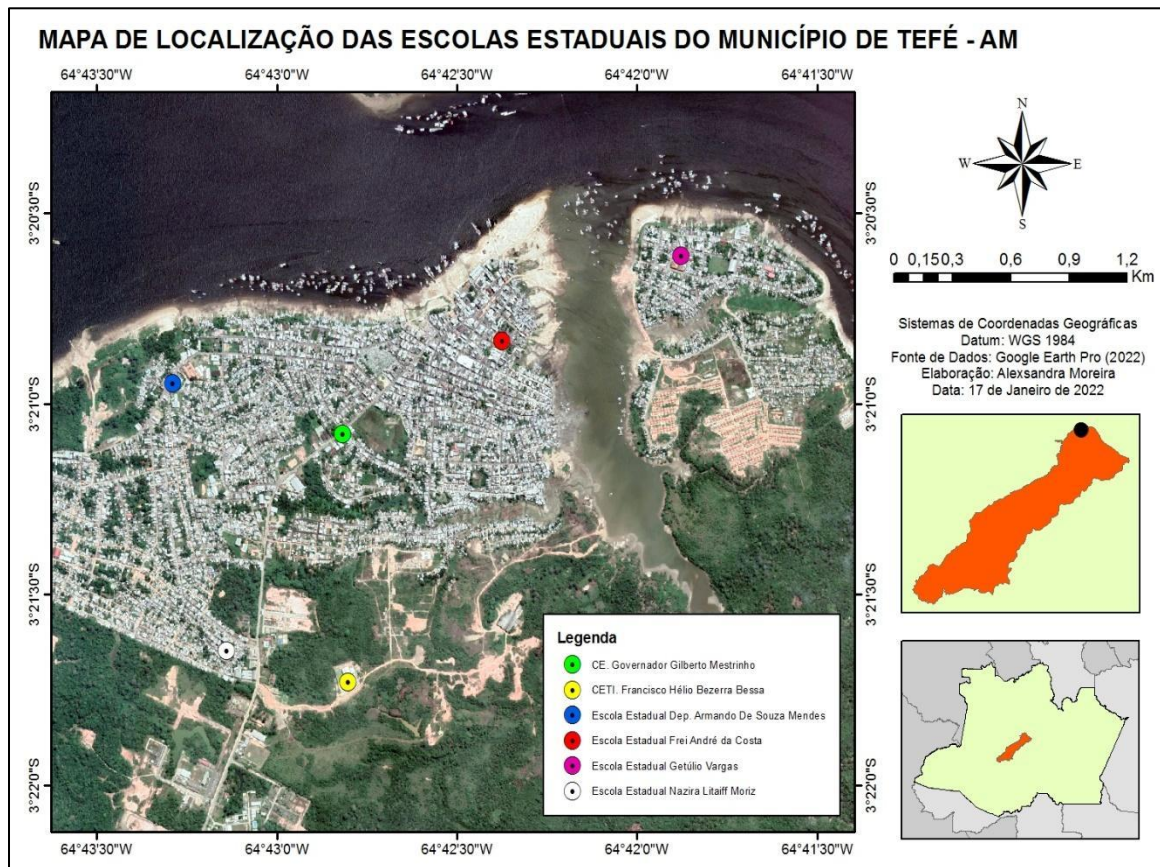 MAPA DE LOCALIZAÇÃO DAS ESCOLAS ESTADUAIS DO MUNICÍPIO DE TEFÉ - AM
64°43'30"W 64°43'0"W 64°42'30"W 64°42'0"W 64°41'30"W
3°20'30"S 3°20'30"S
3°21'0"S 3°21'0"S
3°21'30"S 3°21'30"S
3°22'0"S 3°22'0"S
64°43'30"W 64°43'0"W 64°42'30"W 64°42'0"W 64°41'30"W
Legenda
CE. Governador Gilberto Mestrinho
CETI. Francisco Hélio Bezerra Bessa
Escola Estadual Dep. Armando De Souza Mendes
Escola Estadual Frei André da Costa
Escola Estadual Getúlio Vargas
Escola Estadual Nazira Litaiff Moriz
N
W E
S
0 0,15 0,3 0,6 0,9 1,2
Km
Sistemas de Coordenadas Geográficas
Datum: WGS 1984
Fonte de Dados: Google Earth Pro (2022)
Elaboração: Alexsandra Moreira
Data: 17 de Janeiro de 2022